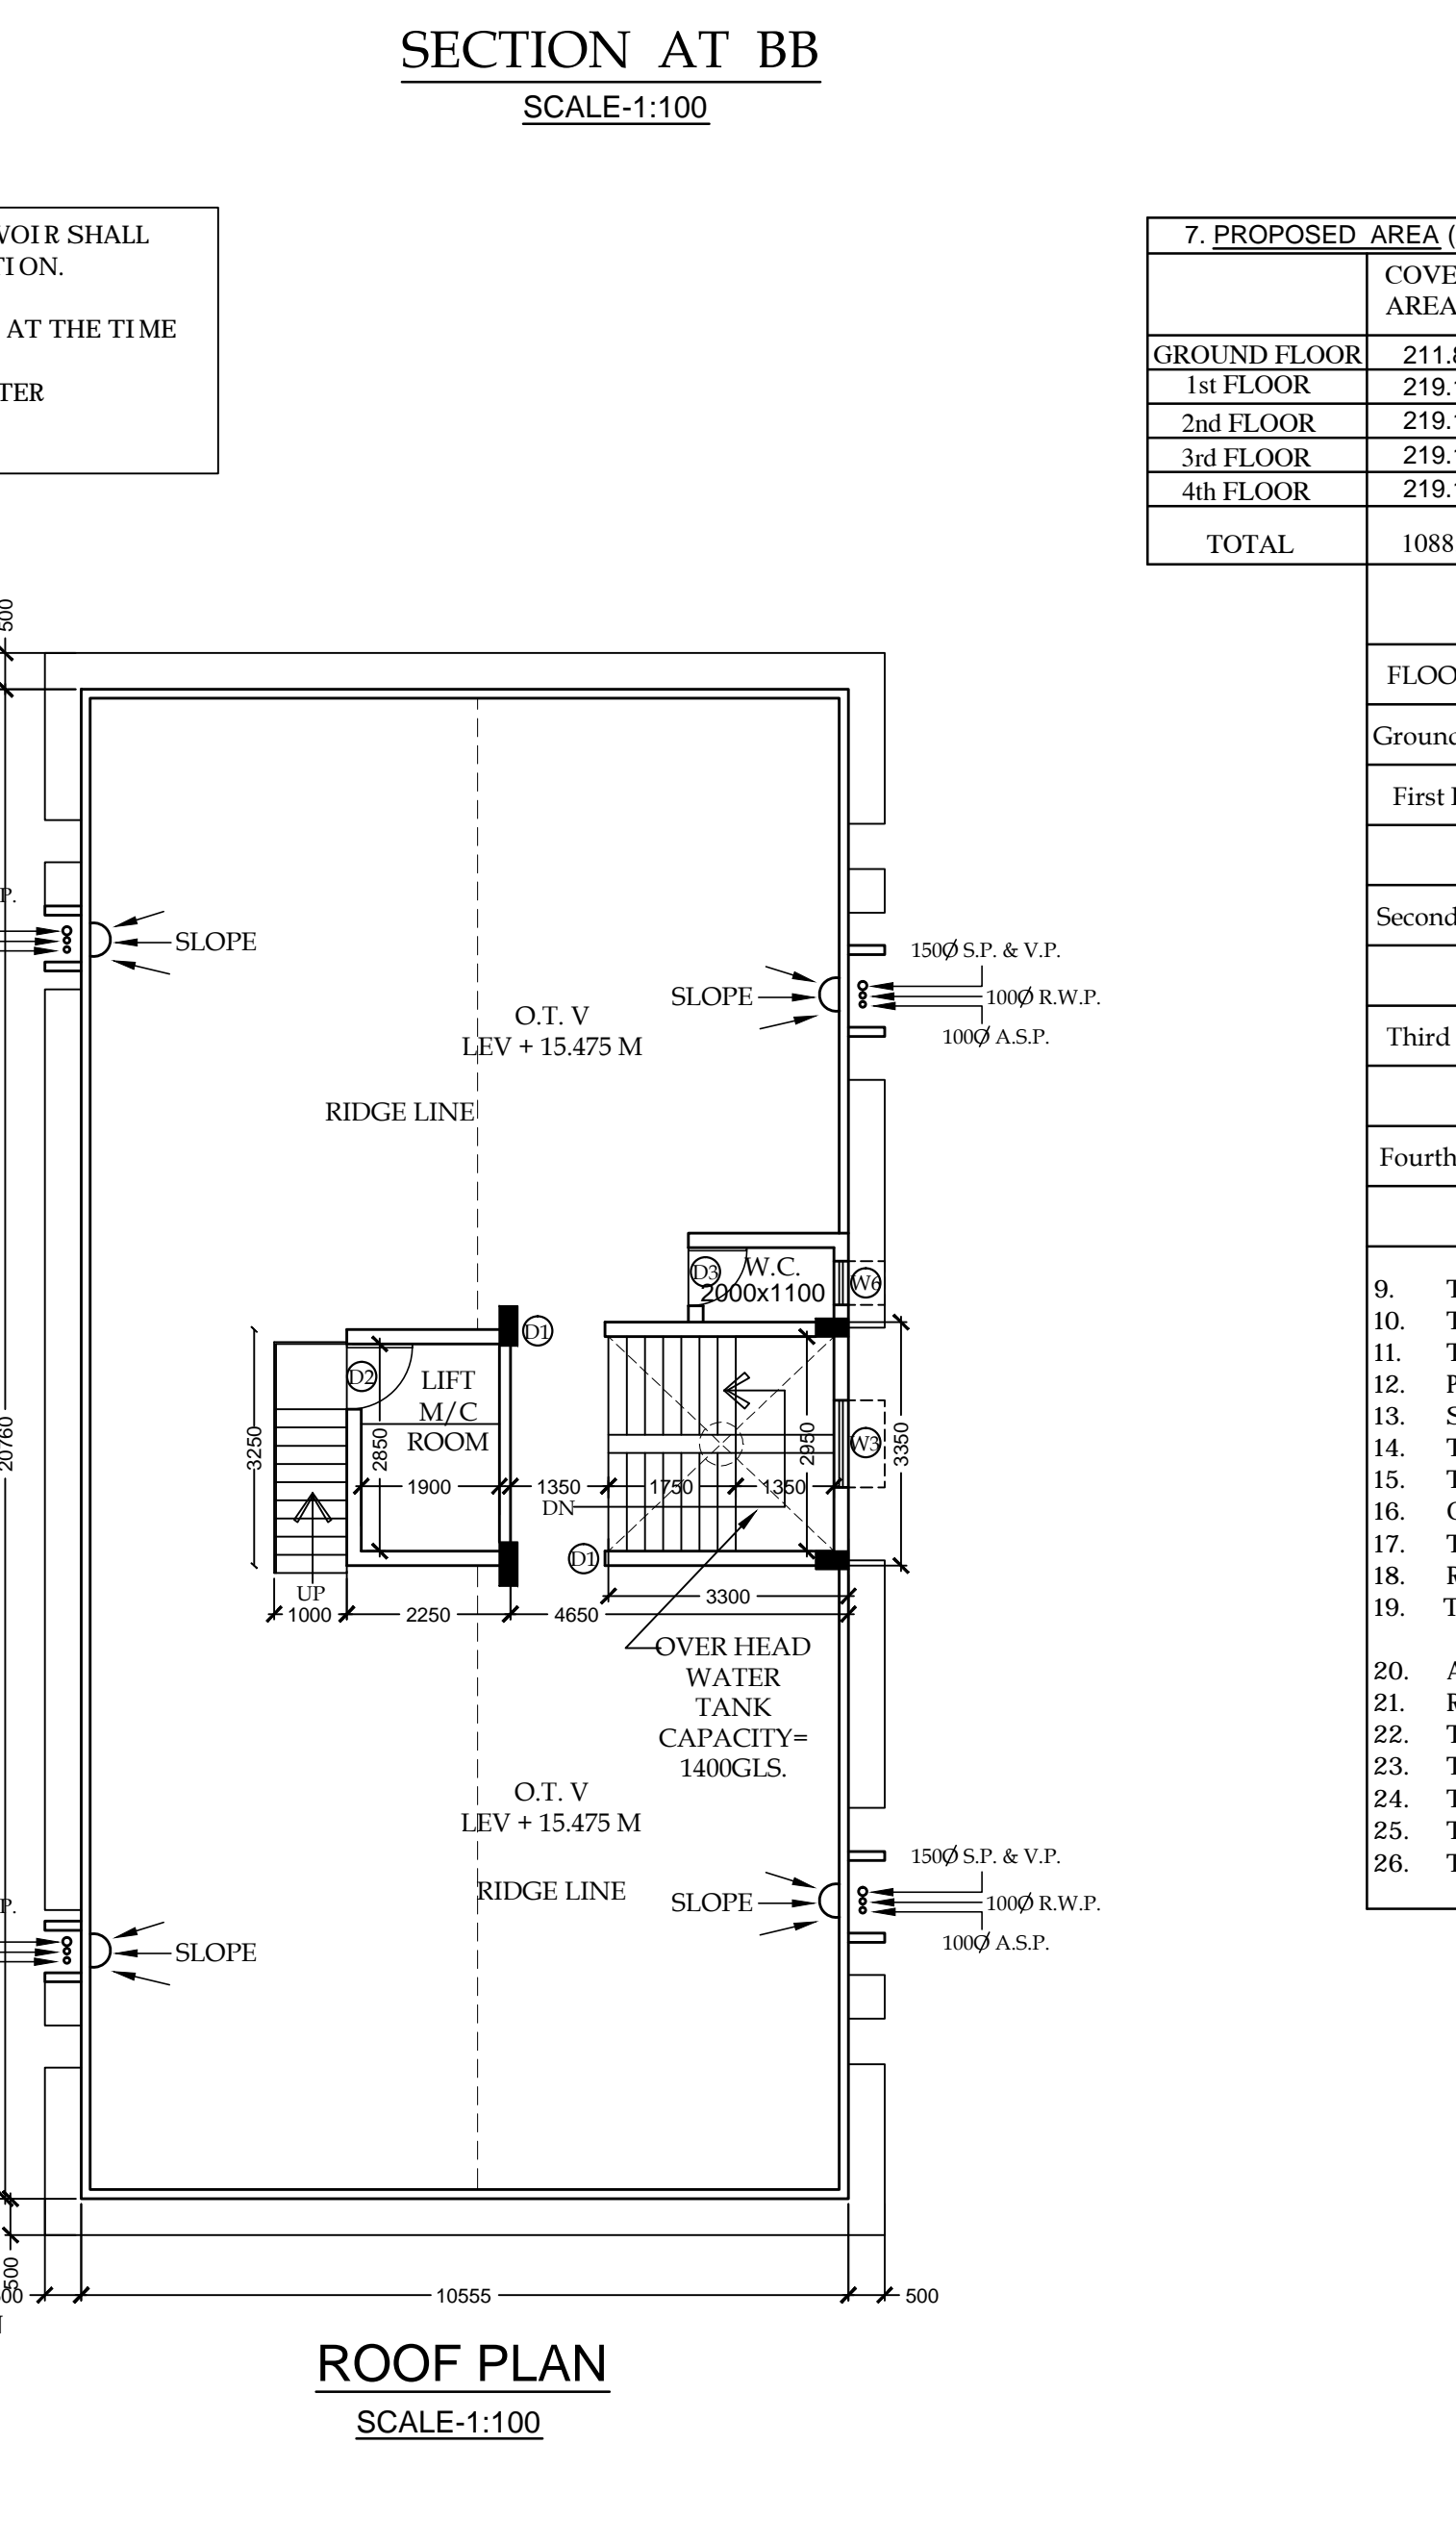 SECTION AT BB
SCALE-1:100
VOIR SHALL
TION.
AT THE TIME
TER
7. PROPOSED AREA (
COVE
AREA
GROUND FLOOR 211.8
1st FLOOR 219.1
2nd FLOOR 219.1
3rd FLOOR 219.1
4th FLOOR 219.1
TOTAL 1088
FLOO
Ground
First
Second
Third
Fourth
9. T
10. T
11. T
12. P
13. S
14. T
15. T
16.
17. T
18. R
19. T
20. A
21. R
22. T
23. T
24. T
25. T
26. T
500
P.
SLOPE
O.T. V
LEV + 15.475 M
RIDGE LINE
SLOPE
150Ø S.P. & V.P.
100Ø R.W.P.
100Ø A.S.P.
D3 W.C.
2000x1100
W6
D1
D2
LIFT
M/C
ROOM
20760
3250
2850
2950
W3
3350
1900
1350
1750
1350
DN
D1
UP
1000
2250
4650
3300
OVER HEAD
WATER
TANK
CAPACITY=
1400GLS.
O.T. V
LEV + 15.475 M
RIDGE LINE
SLOPE
150Ø S.P. & V.P.
100Ø R.W.P.
100Ø A.S.P.
P.
SLOPE
500
00
10555
500
ROOF PLAN
SCALE-1:100